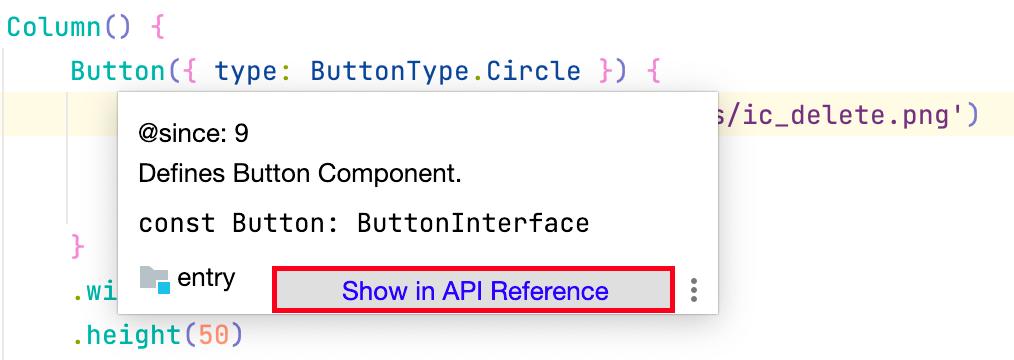 Column() {
Button({ type: ButtonType.Circle }) {
s/ic_delete.png')
@since: 9
Defines Button Component.
const Button: ButtonInterface
}
entry
Show in API Reference
.wi
.height(50)